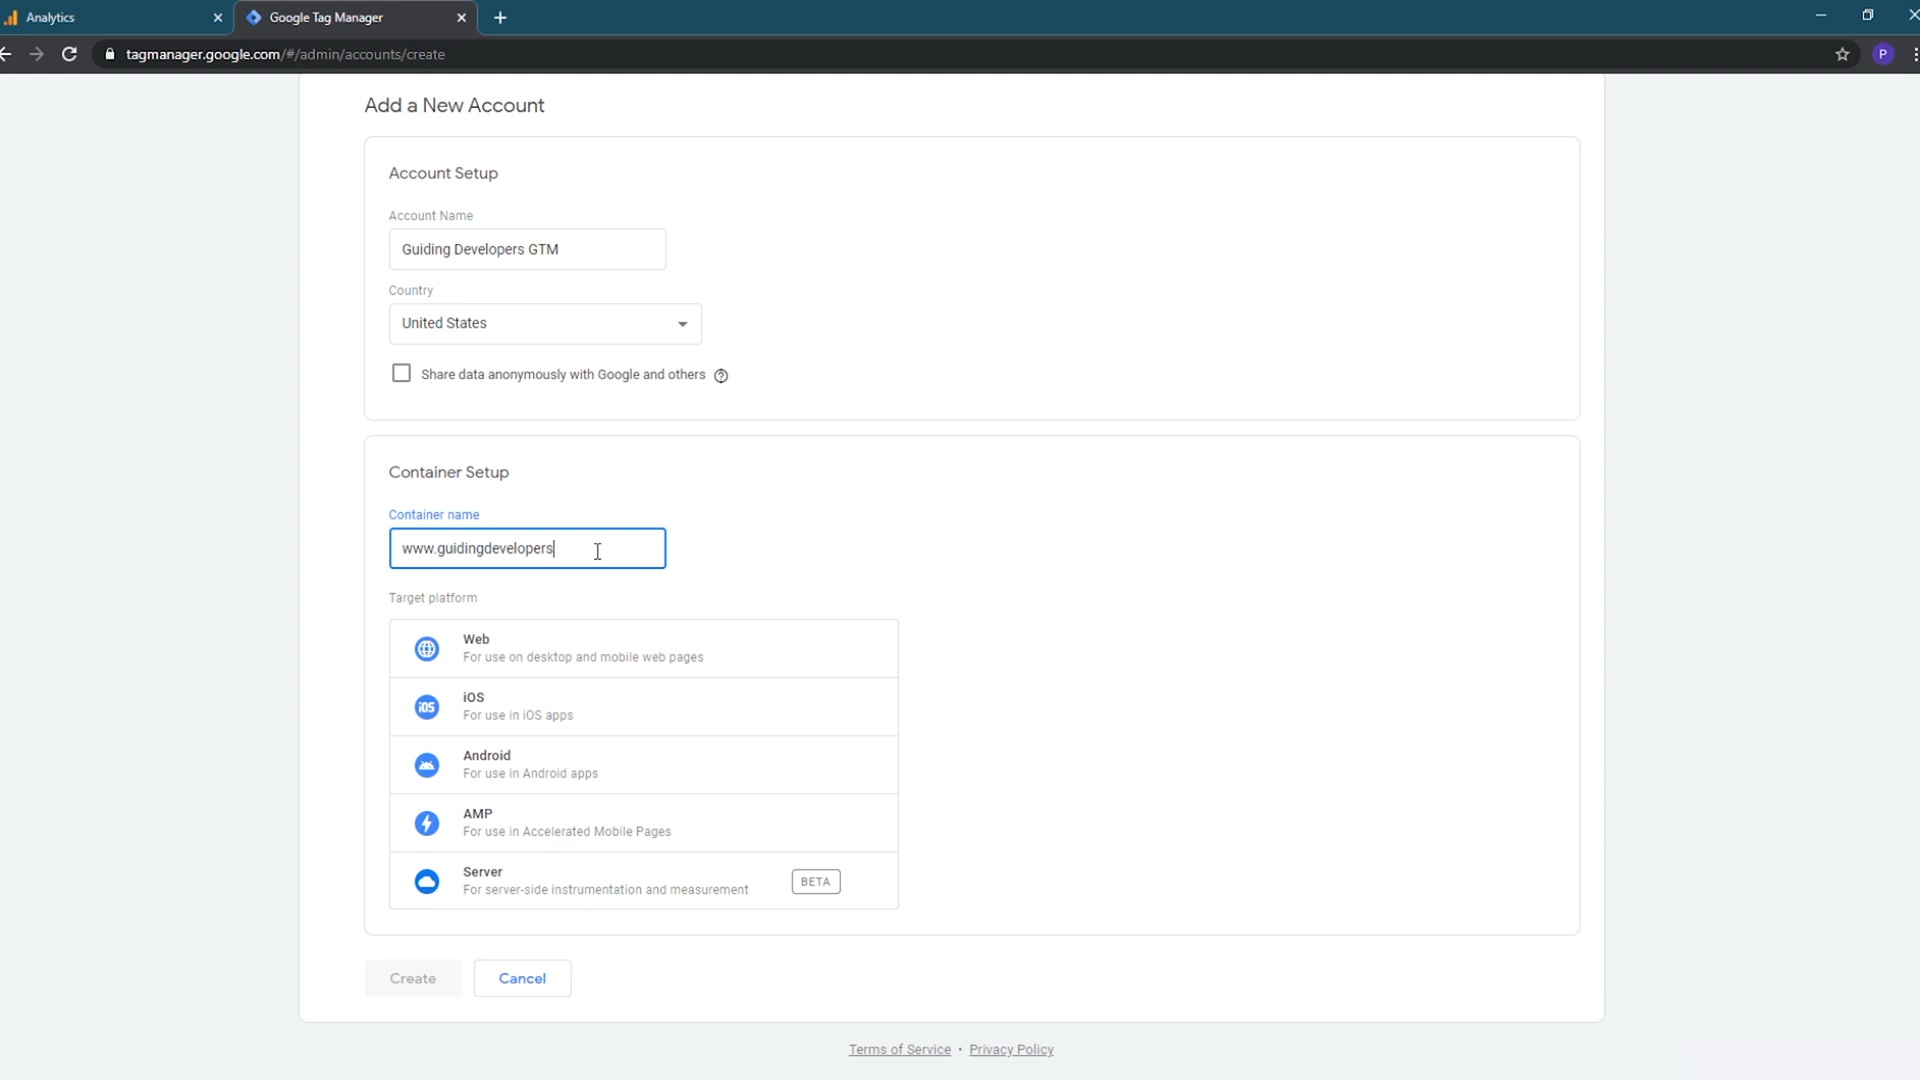 Analytics
Google Tag Manager
tagmanager.google.com/#/admin/accounts/create
P
Add a New Account
Account Setup
Account Name
Guiding Developers GTM
Country
United States
Share data anonymously with Google and others ?
Container Setup
Container name
www.guidingdevelopers
Target platform
Web
For use on desktop and mobile web pages
iOS
iOS
For use in iOS apps
Android
For use in Android apps
AMP
For use in Accelerated Mobile Pages
Server
For server-side instrumentation and measurement
BETA
Create
Cancel
Terms of Service • Privacy Policy